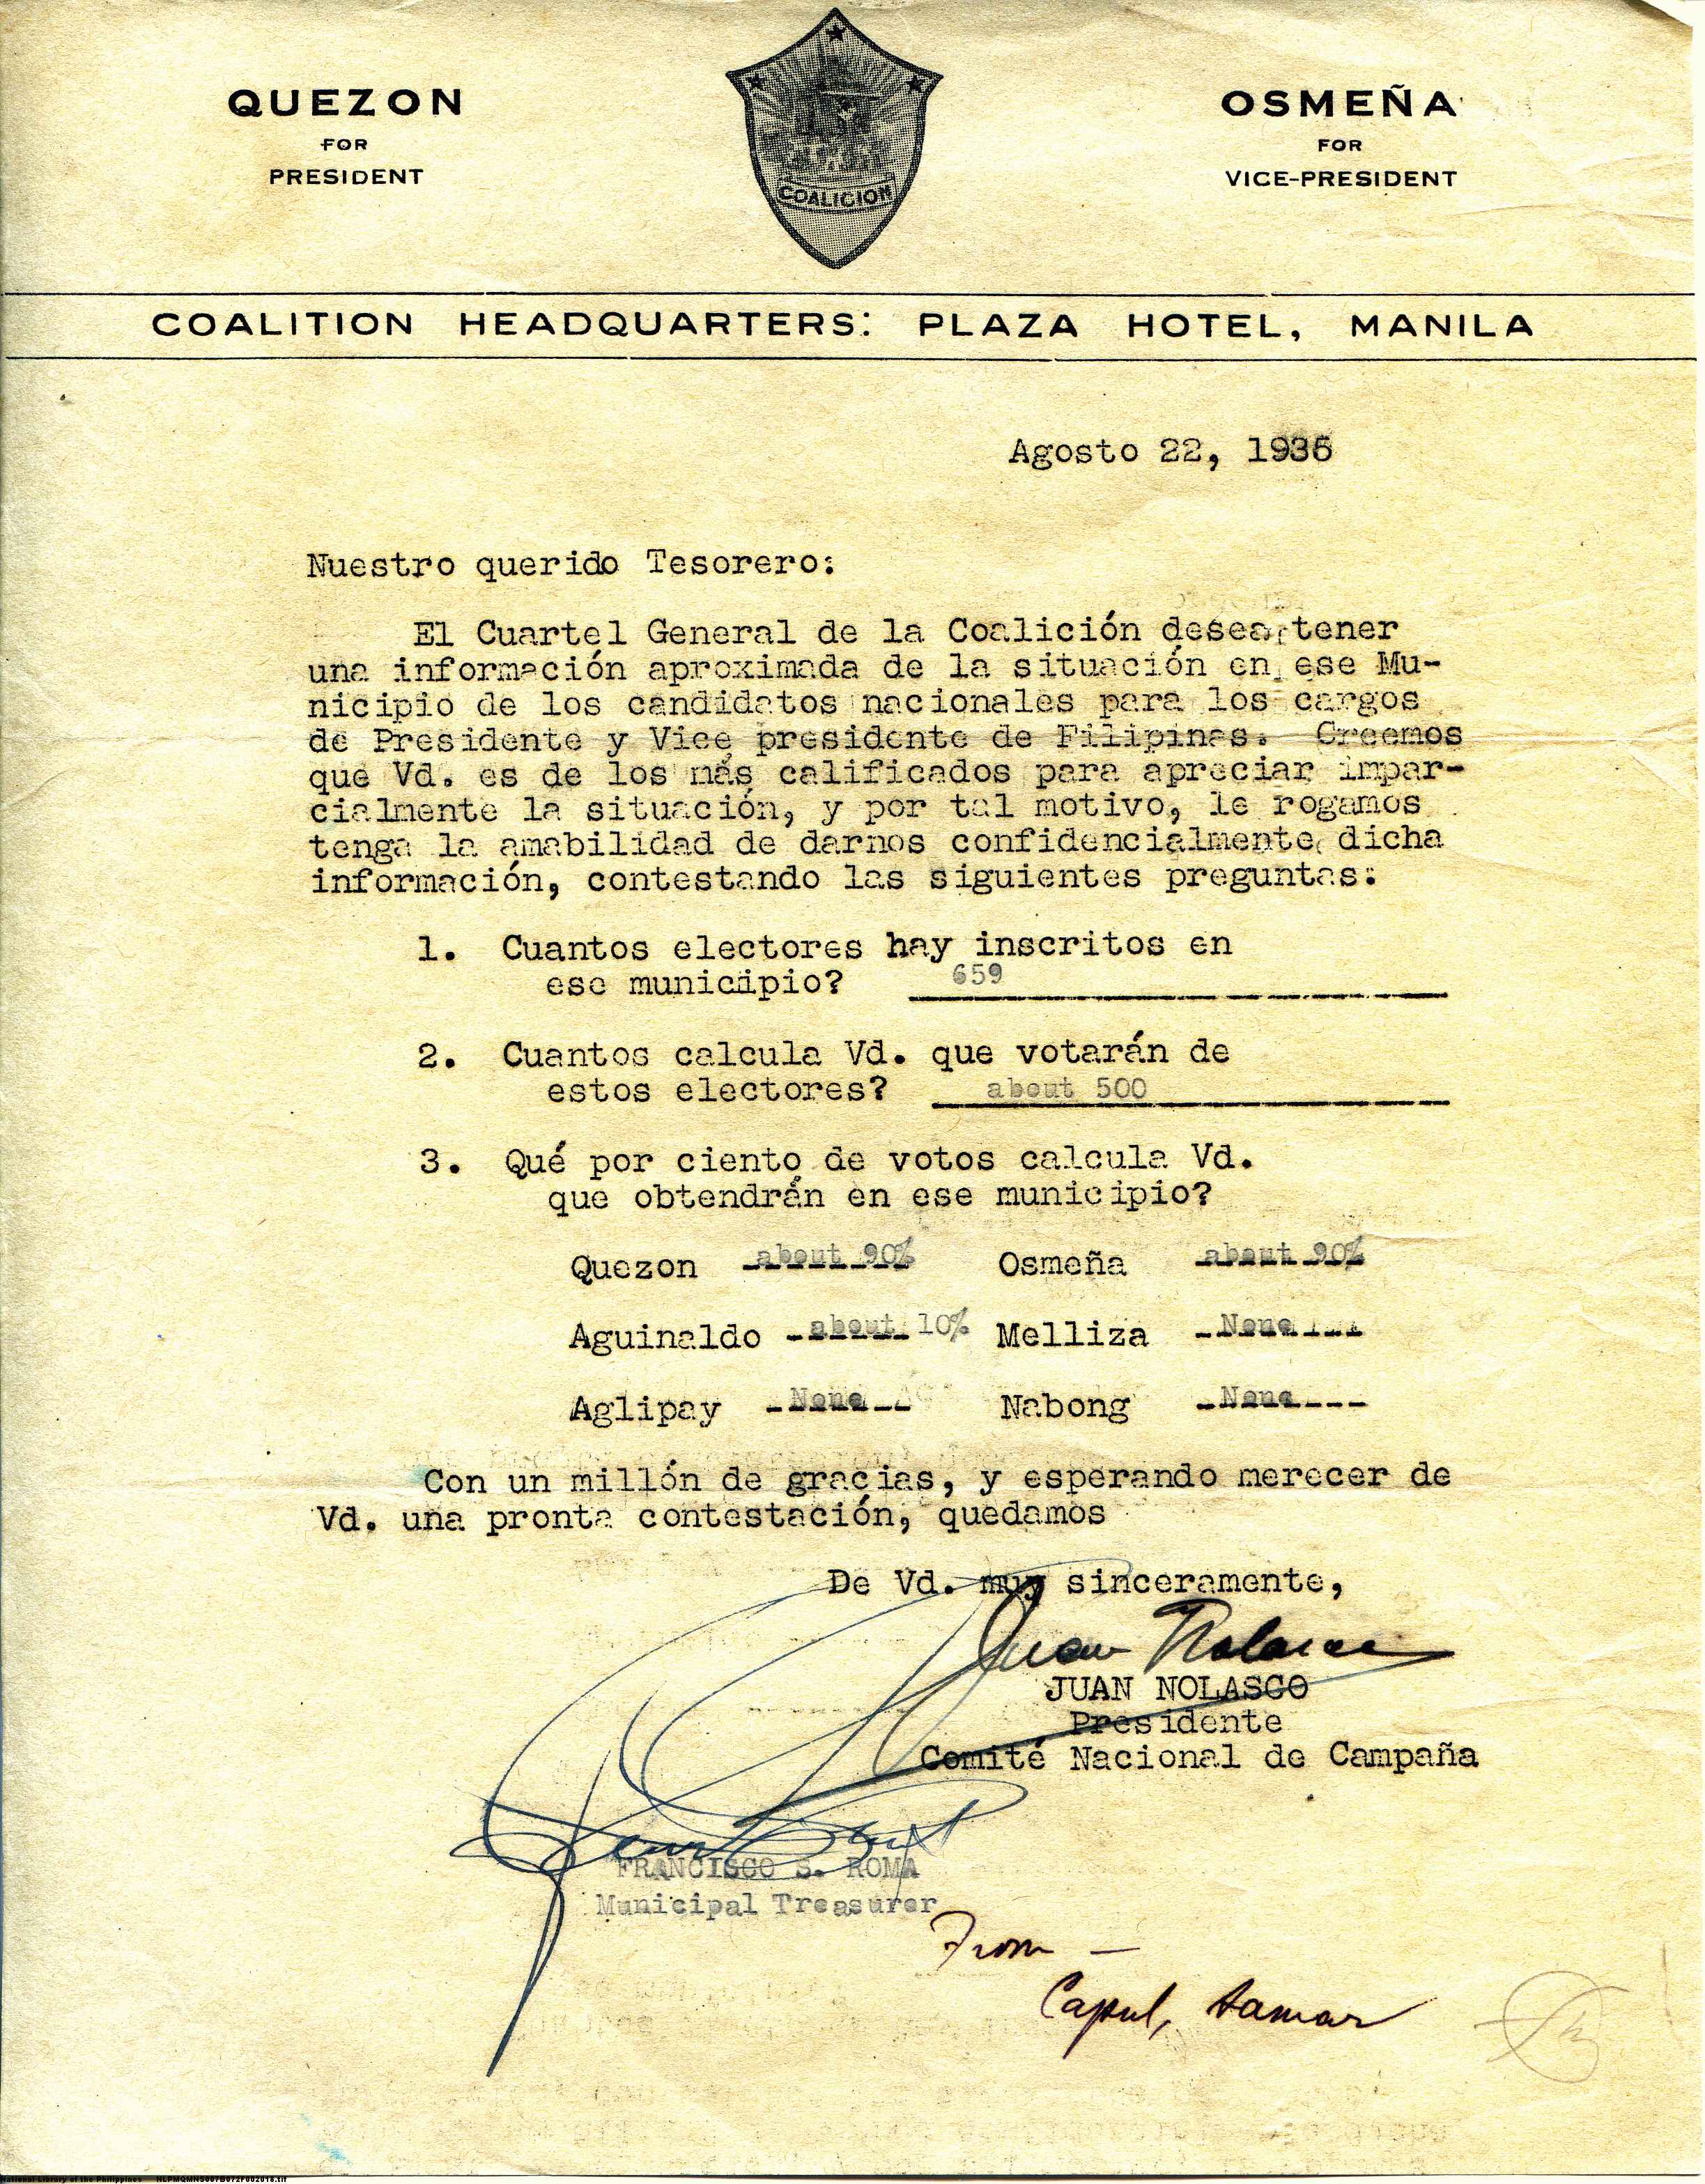 QUEZON
FOR
PRESIDENT
COALICION
OSMEÑA
FOR
VICE-PRESIDENT
COALITION HEADQUARTERS: PLAZA HOTEL, MANILA
Agosto 22, 1935
Nuestro querido Tesorero:
El Cuartel General de la Coalición desea tener
una información aproximada de la situación en ese Mu-
nicipio de los candidatos nacionales para los cargos
de Presidente y Vice presidente de Filipinas. Creemos
que Vd. es de los más calificados para apreciar impar-
cialmente la situación, y por tal motivo, le rogamos
tenga la amabilidad de darnos confidencialmente dicha
información, contestando las siguientes preguntas:
1. Cuantos electores hay inscritos en
ese municipio? 659
2. Cuantos calcula Vd. que votarán de
estos electores? about 500
3. Qué por ciento de votos calcula Vd.
que obtendrán en ese municipio?
Quezon about 90% Osmeña about 90%
Aguinaldo about 10% Melliza None
Aglipay None Nabong None
Con un millón de gracias, y esperando merecer de
Vd. una pronta contestación, quedamos
De Vd. muy sinceramente,
Juan Nolasco
JUAN NOLASCO
Presidente
Comité Nacional de Campaña
FRANCISCO S. ROMA
Municipal Treasurer
From —
Capul, Samar
National Library of the Philippines